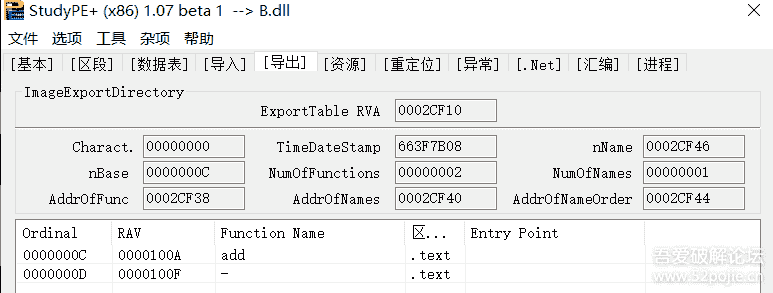 StudyPE+ (x86) 1.07 beta 1 --> B.dll
文件 选项 工具 杂项 帮助
[基本] [区段] [数据表] [导入] [导出] [资源] [重定位] [异常] [.Net] [汇编] [进程]
ImageExportDirectory
ExportTable RVA 0002CF10
Charact. 00000000 TimeDateStamp 663F7B08 nName 0002CF46
nBase 0000000C NumOfFunctions 00000002 NumOfNames 00000001
AddrOfFunc 0002CF38 AddrOfNames 0002CF40 AddrOfNameOrder 0002CF44
Ordinal RAV Function Name 区... Entry Point
0000000C 0000100A add .text
0000000D 0000100F - .text
吾爱破解论坛
www.52pojie.cn